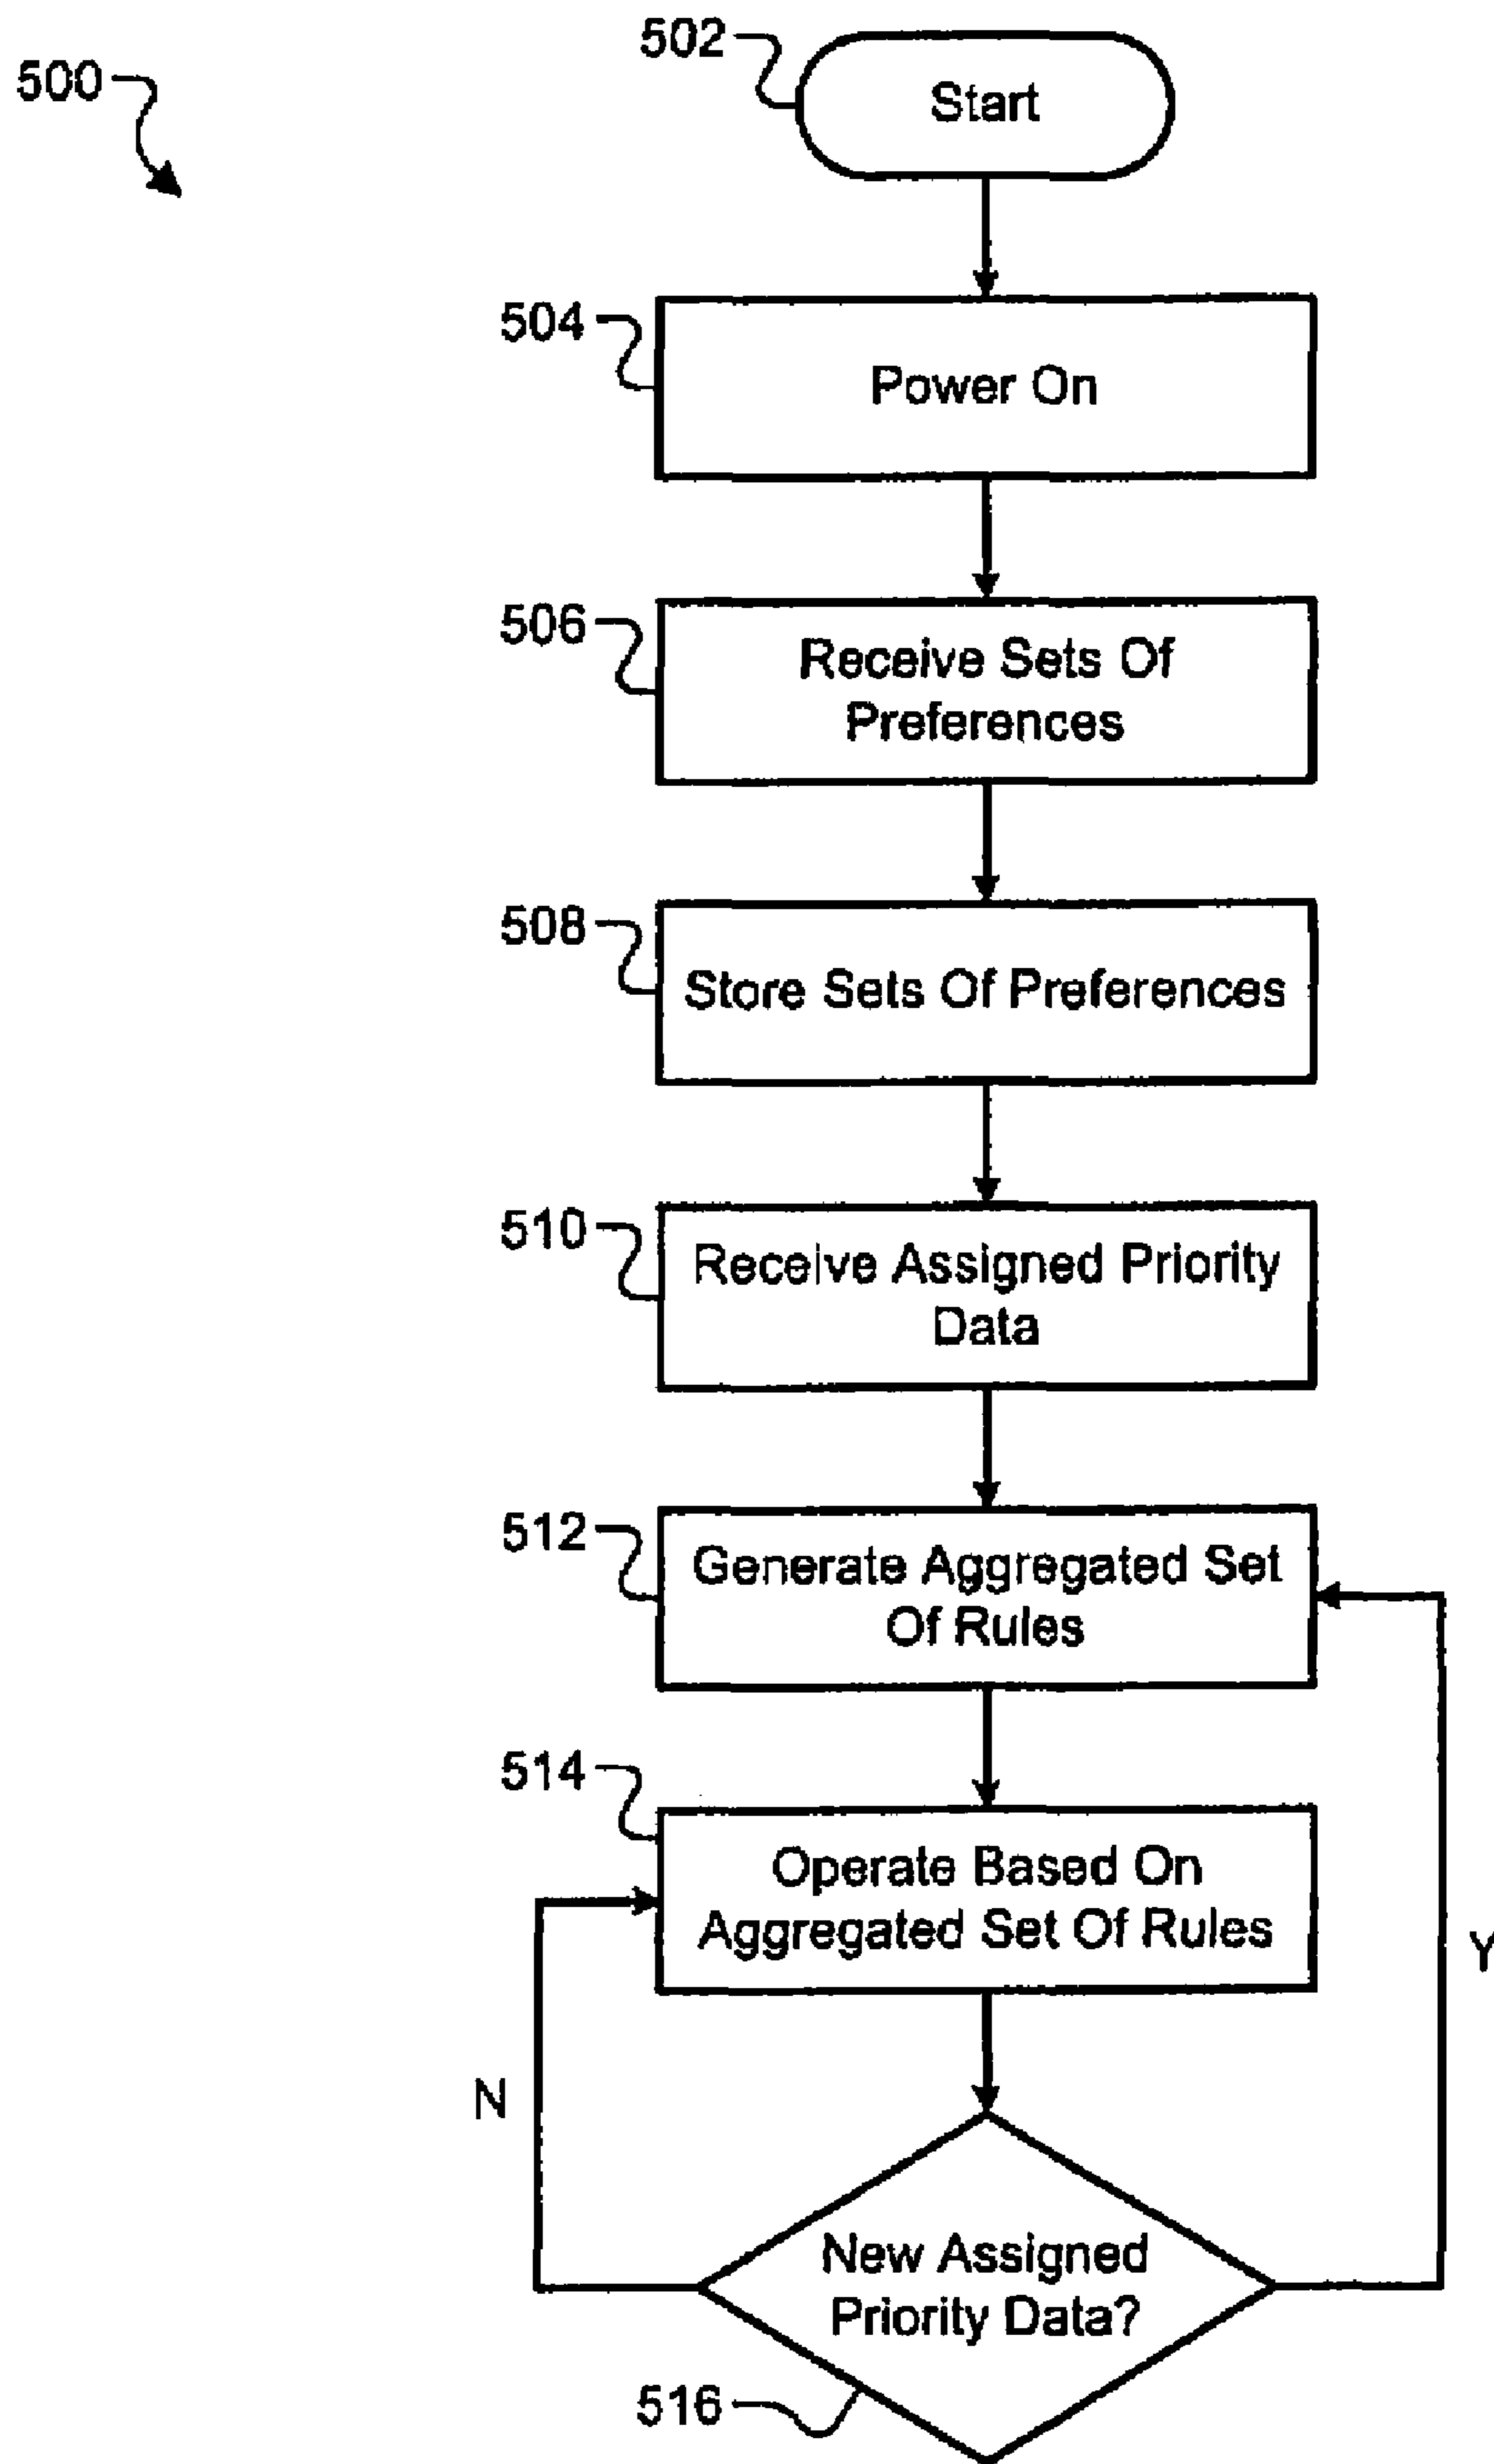 500
502
Start
504
Power On
506
Receive Sets Of
Preferences
508
Store Sets Of Preferences
510
Receive Assigned Priority
Data
512
Generate Aggregated Set
Of Rules
514
Operate Based On
Aggregated Set Of Rules
Y
N
New Assigned
Priority Data?
516